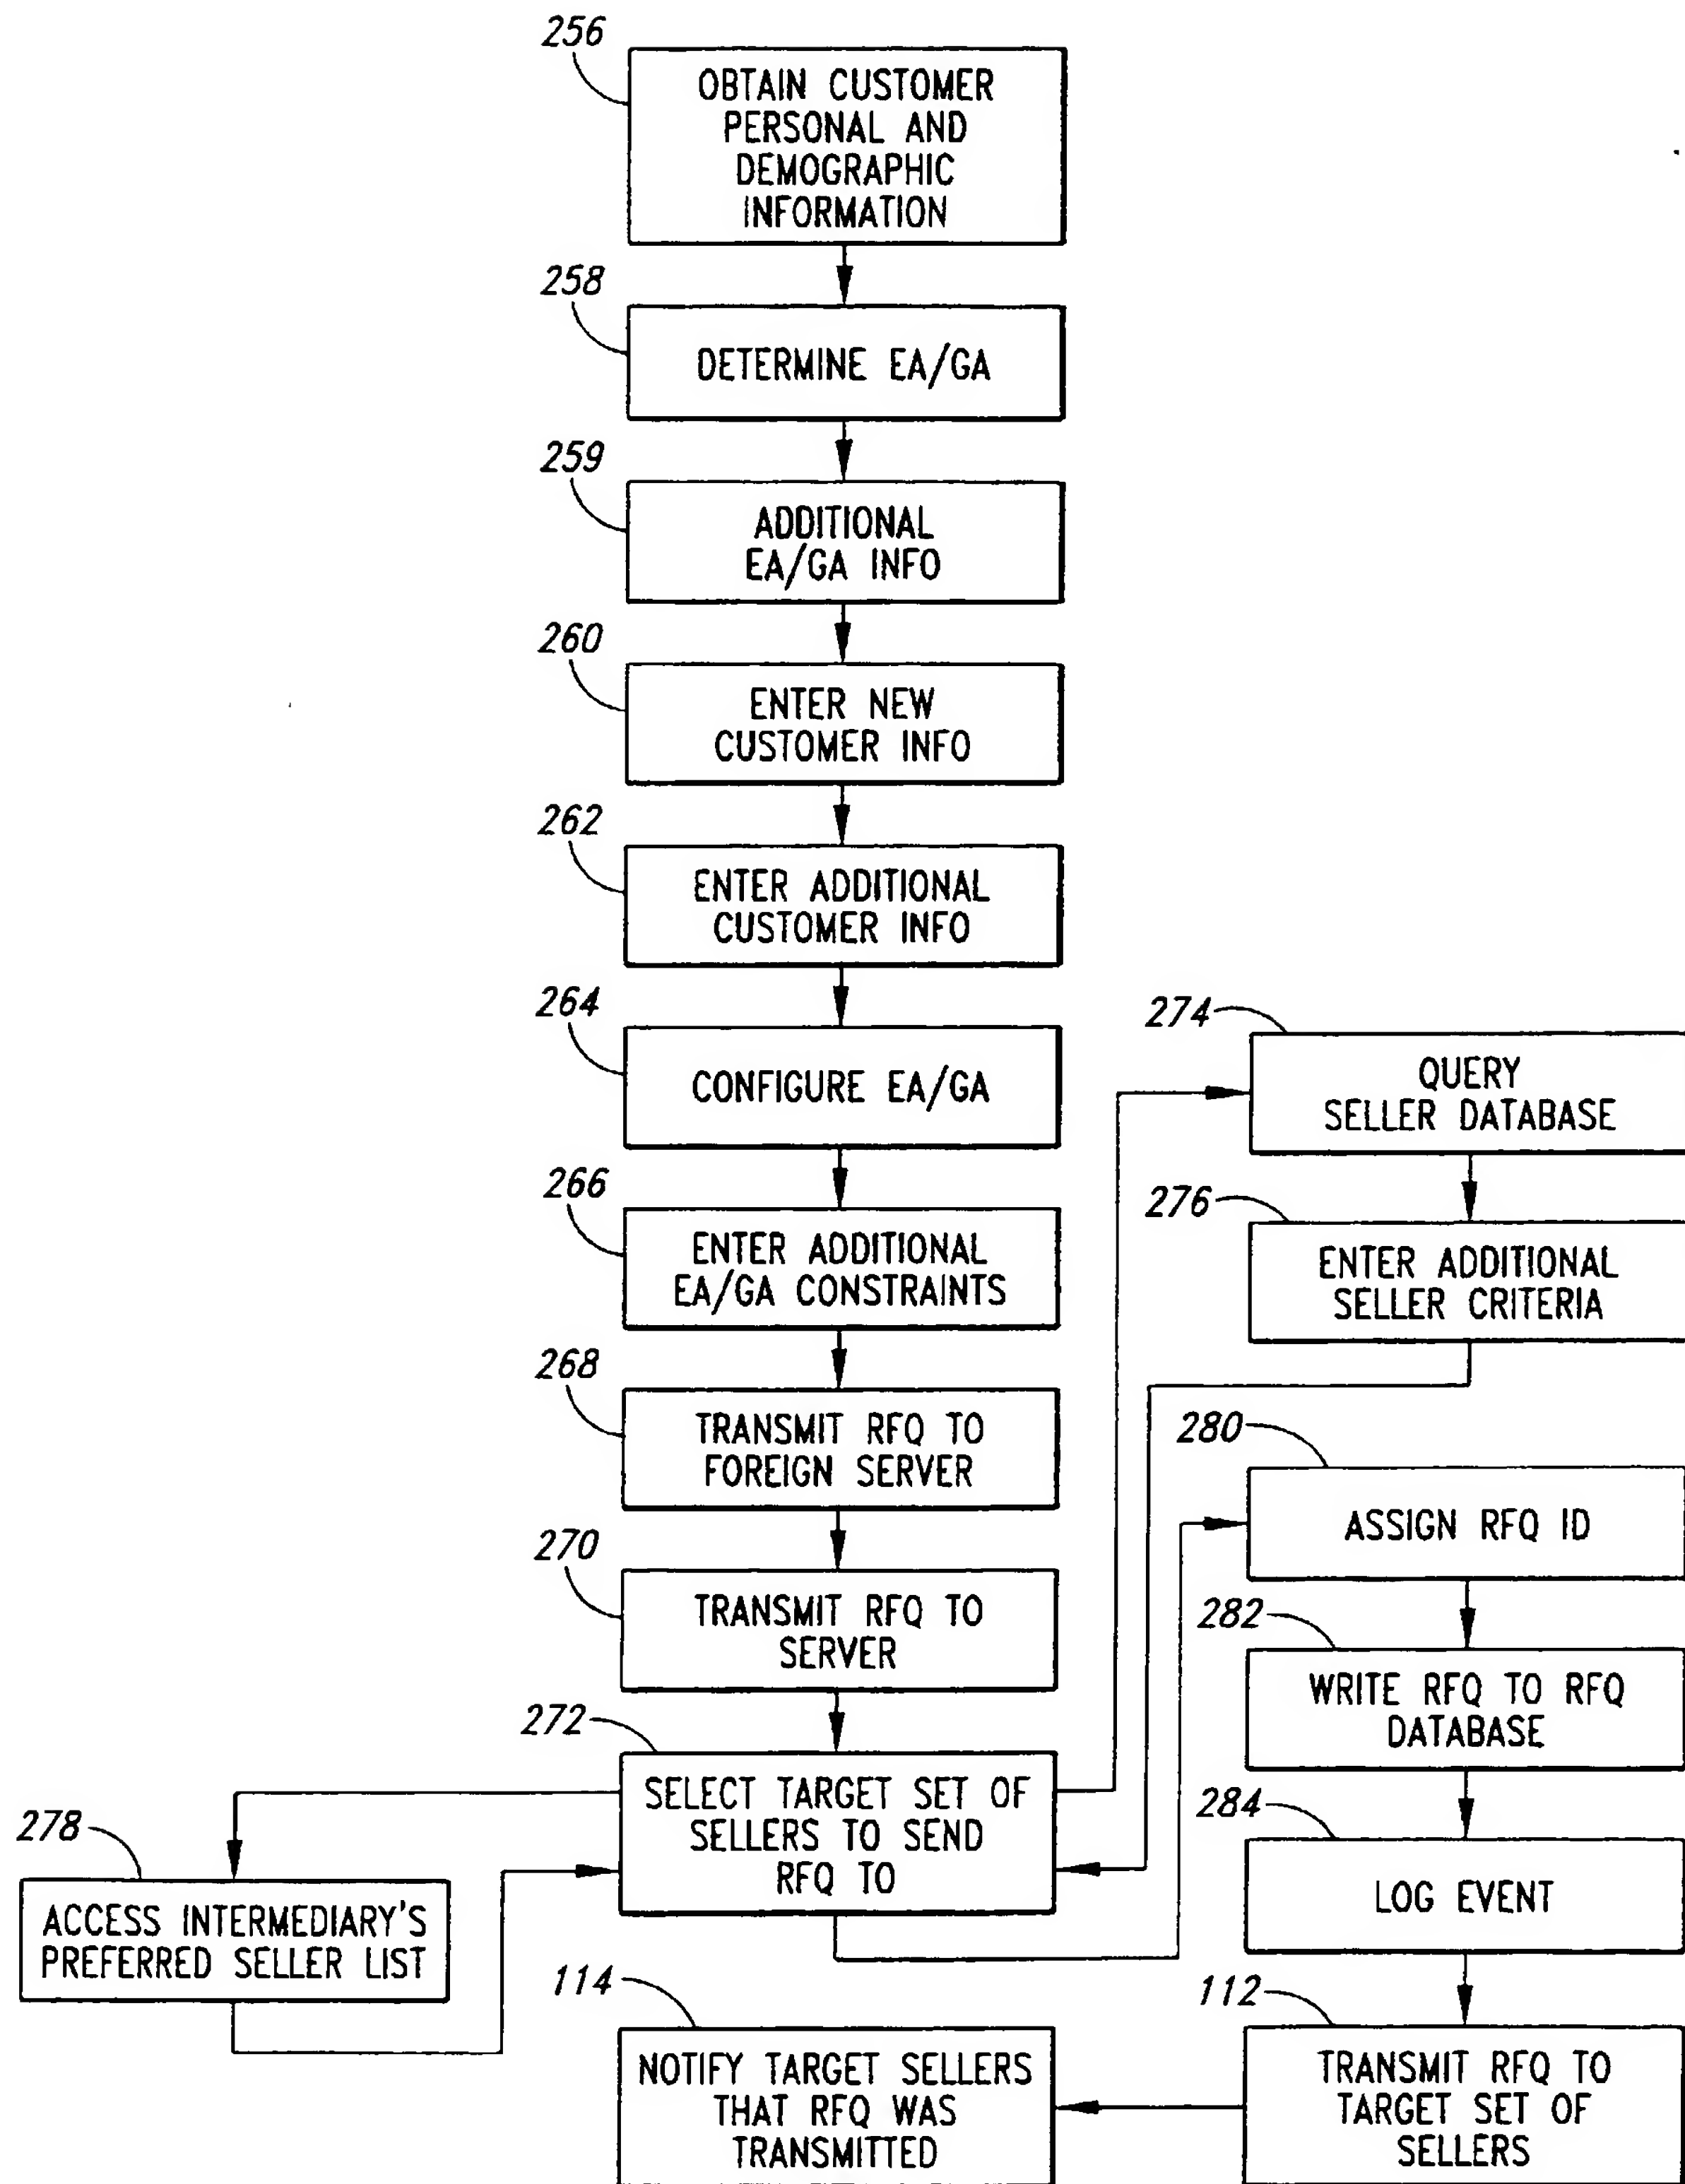 256
OBTAIN CUSTOMER
PERSONAL AND
DEMOGRAPHIC
INFORMATION
258
DETERMINE EA/GA
259
ADDITIONAL
EA/GA INFO
260
ENTER NEW
CUSTOMER INFO
262
ENTER ADDITIONAL
CUSTOMER INFO
264
CONFIGURE EA/GA
266
ENTER ADDITIONAL
EA/GA CONSTRAINTS
268
TRANSMIT RFQ TO
FOREIGN SERVER
270
TRANSMIT RFQ TO
SERVER
272
SELECT TARGET SET OF
SELLERS TO SEND
RFQ TO
274
QUERY
SELLER DATABASE
276
ENTER ADDITIONAL
SELLER CRITERIA
278
ACCESS INTERMEDIARY'S
PREFERRED SELLER LIST
280
ASSIGN RFQ ID
282
WRITE RFQ TO RFQ
DATABASE
284
LOG EVENT
112
TRANSMIT RFQ TO
TARGET SET OF
SELLERS
114
NOTIFY TARGET SELLERS
THAT RFQ WAS
TRANSMITTED